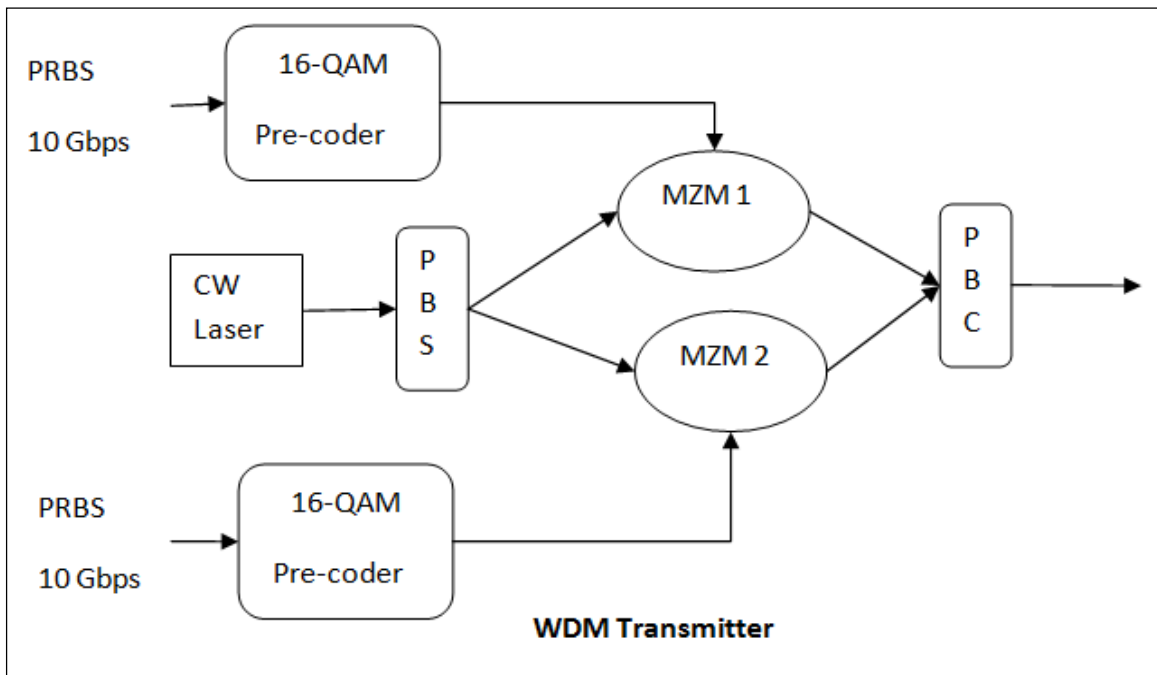 PRBS
10 Gbps
16-QAM
Pre-coder
MZM 1
CW
Laser
P
B
S
MZM 2
P
B
C
PRBS
10 Gbps
16-QAM
Pre-coder
WDM Transmitter